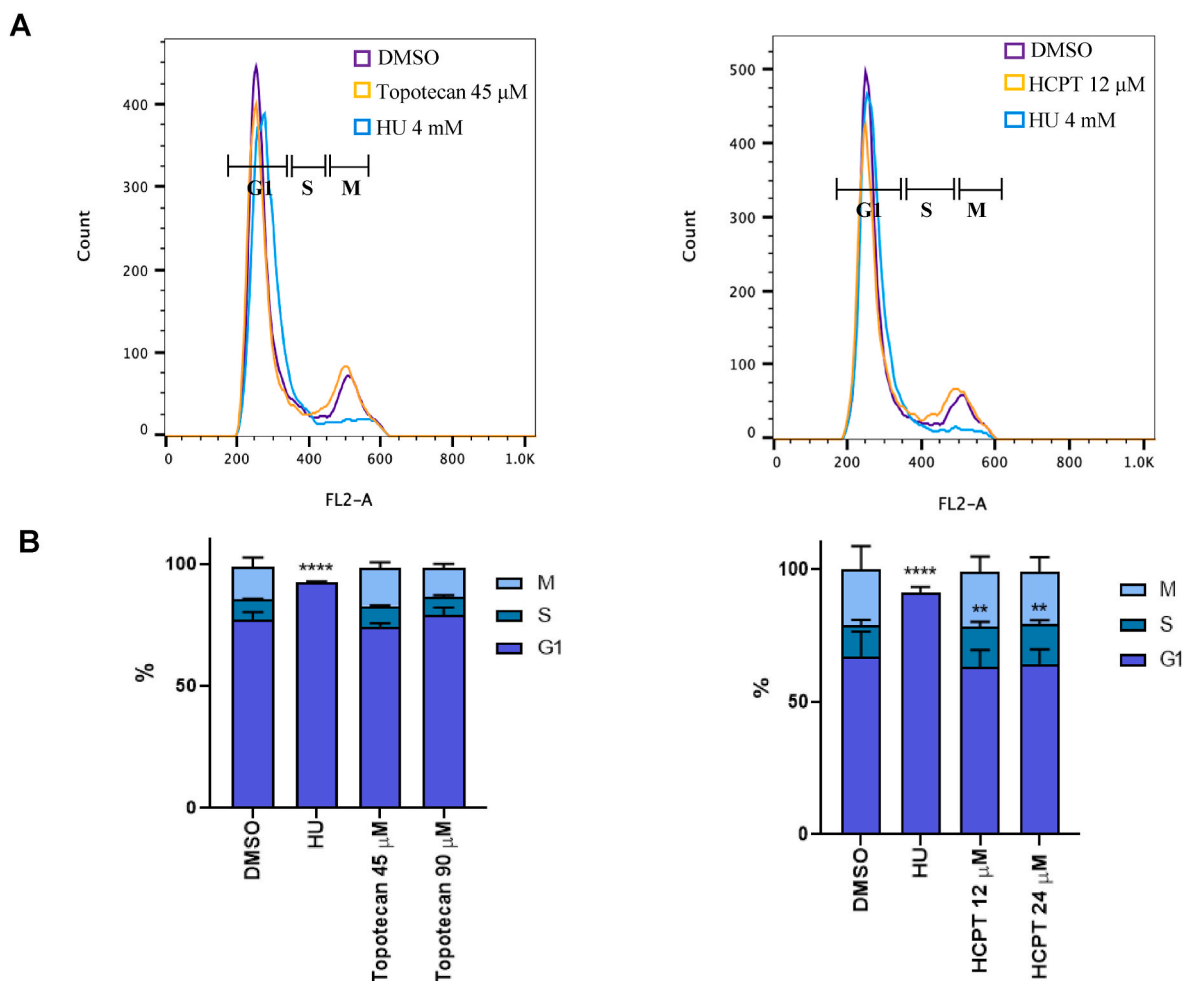 A
DMSO
Topotecan 45 μM
HU 4 mM
400
300
200
100
0
G1 S M
Count
0 200 400 600 800 1.0K
FL2-A
DMSO
HCPT 12 μM
HU 4 mM
500
400
300
200
100
0
G1 S M
Count
0 200 400 600 800 1.0K
FL2-A
B
100
50
0
%
****
M
S
G1
DMSO
HU
Topotecan 45 μM
Topotecan 90 μM
100
50
0
%
****
**
**
M
S
G1
DMSO
HU
HCPT 12 μM
HCPT 24 μM